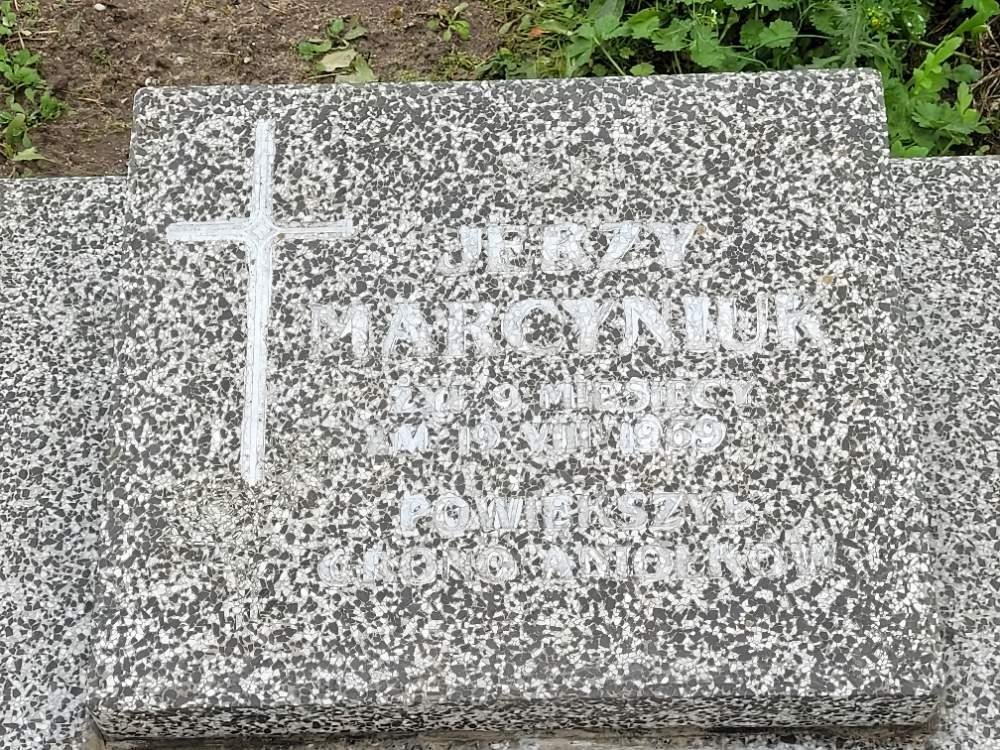 JERZY
MARCYNIUK
ŻYŁ 9 MIESIĘCY
ZM 19 VIII 1969
POWIĘKSZYŁ
GRONO ANIOŁKÓW